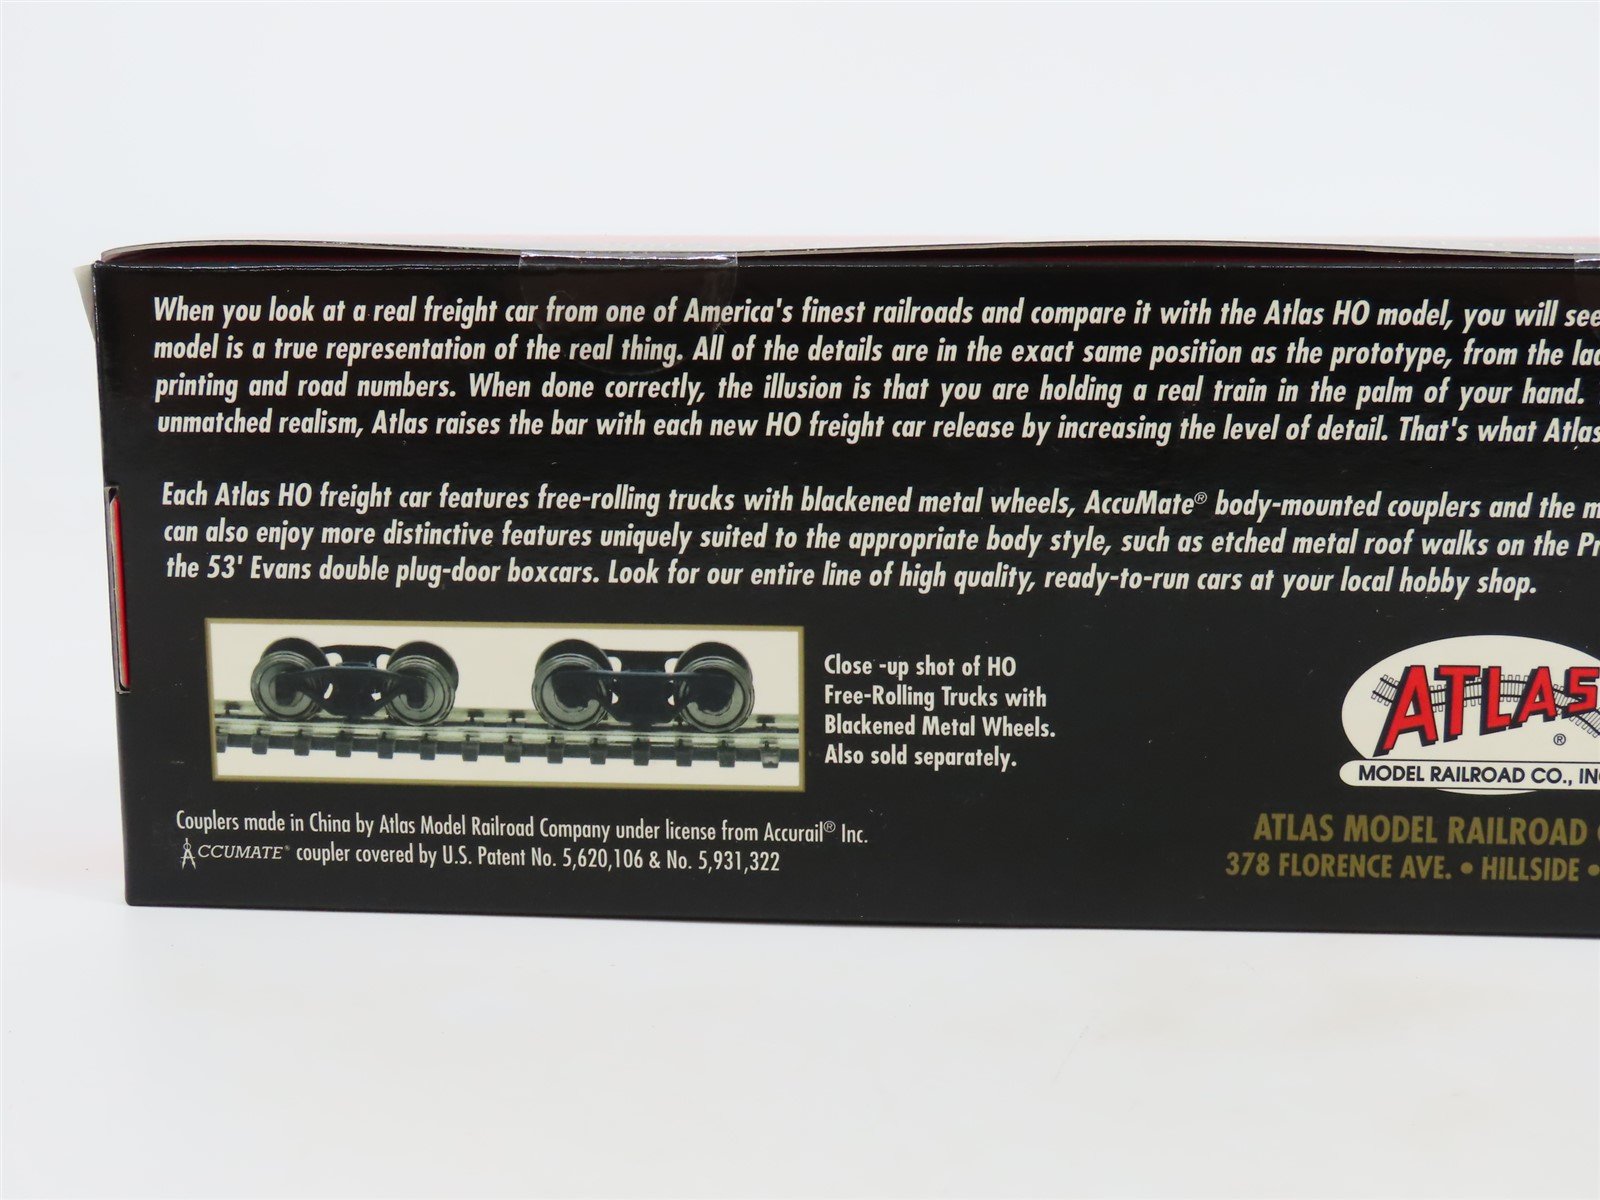 When you look at a real freight car from one of America's finest railroads and compare it with the Atlas HO model, you will see
model is a true representation of the real thing. All of the details are in the exact same position as the prototype, from the
printing and road numbers. When done correctly, the illusion is that you are holding a real train in the palm of your hand.
unmatched realism, Atlas raises the bar with each new HO freight car release by increasing the level of detail. That's what Atlas
Each Atlas HO freight car features free-rolling trucks with blackened metal wheels, AccuMate® body-mounted couplers and the
can also enjoy more distinctive features uniquely suited to the appropriate body style, such as etched metal roof walks on the
the 53' Evans double plug-door boxcars. Look for our entire line of high quality, ready-to-run cars at your local hobby shop.
Close -up shot of HO
Free-Rolling Trucks with
Blackened Metal Wheels.
Also sold separately.
Couplers made in China by Atlas Model Railroad Company under license from Accurail® Inc.
ACCUMATE® coupler covered by U.S. Patent No. 5,620,106 & No. 5,931,322
ATLAS
®
MODEL RAILROAD CO.,
ATLAS MODEL RAILROAD
378 FLORENCE AVE. • HILLSIDE •